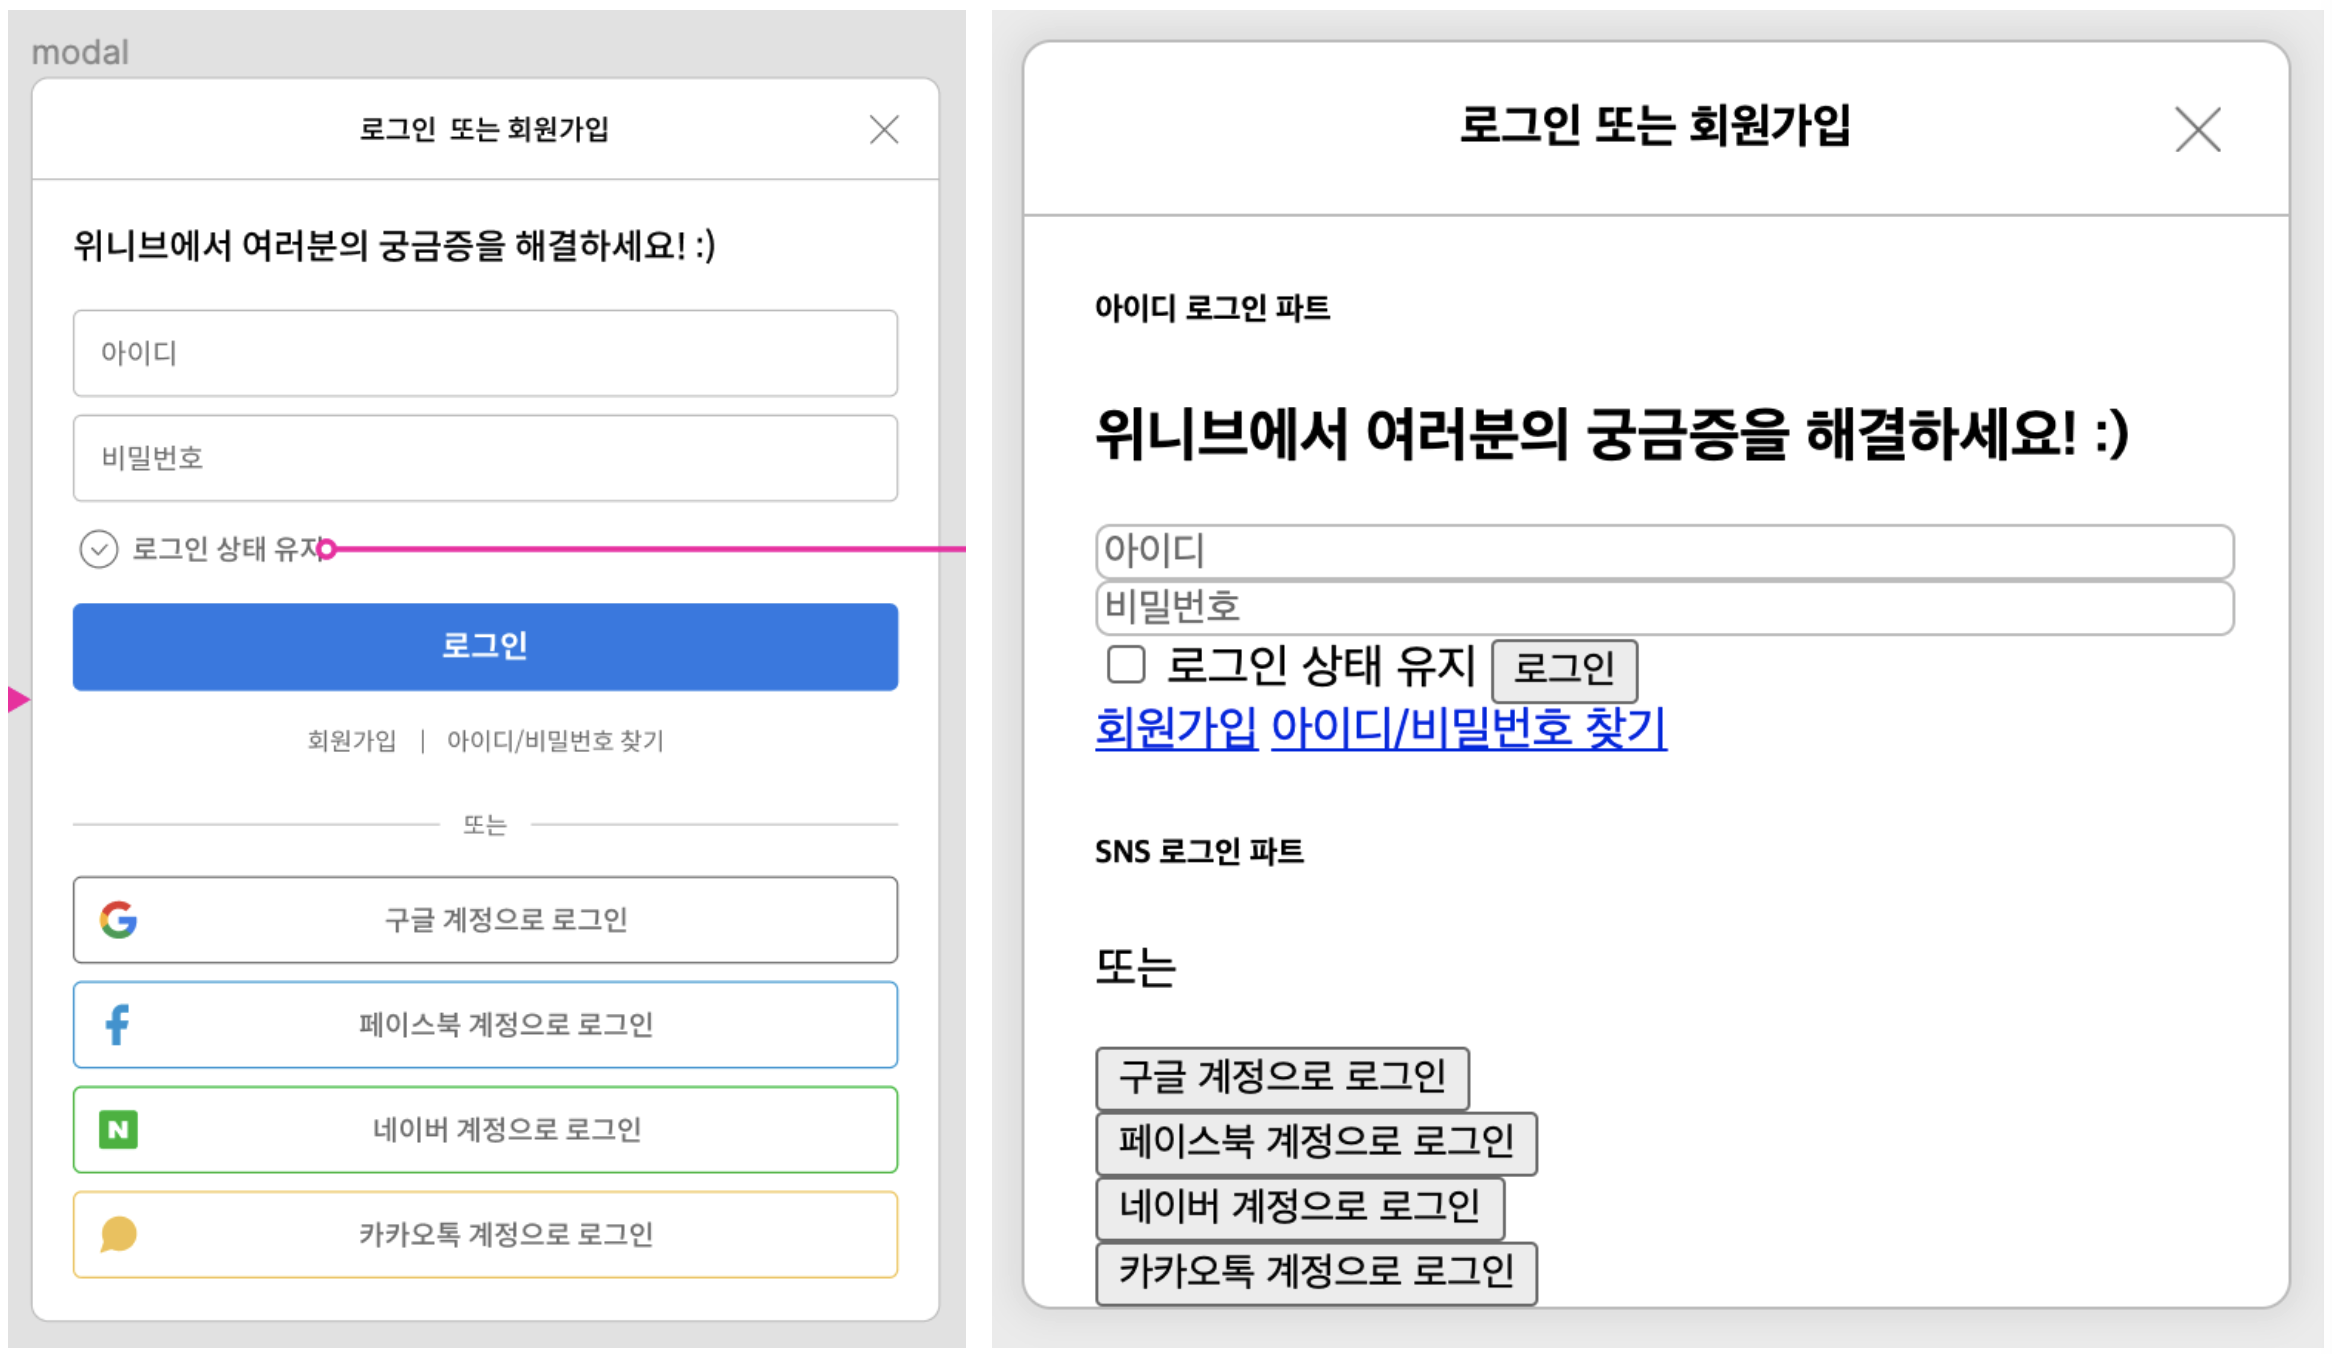 modal
로그인 또는 회원가입
위니브에서 여러분의 궁금증을 해결하세요! :)
아이디
비밀번호
로그인 상태 유지
로그인
회원가입 | 아이디/비밀번호 찾기
또는
구글 계정으로 로그인
페이스북 계정으로 로그인
N 네이버 계정으로 로그인
카카오톡 계정으로 로그인
로그인 또는 회원가입
아이디 로그인 파트
위니브에서 여러분의 궁금증을 해결하세요! :)
아이디
비밀번호
로그인 상태 유지 로그인
회원가입 아이디/비밀번호 찾기
SNS 로그인 파트
또는
구글 계정으로 로그인
페이스북 계정으로 로그인
네이버 계정으로 로그인
카카오톡 계정으로 로그인